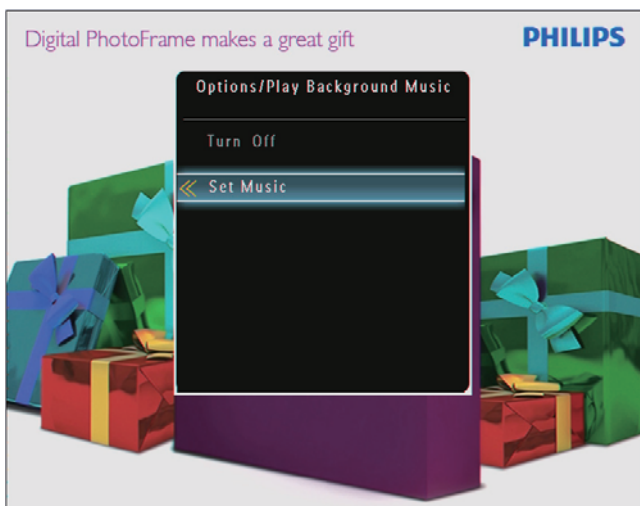 Digital PhotoFrame makes a great gift
PHILIPS
Options/Play Background Music
Turn Off
Set Music